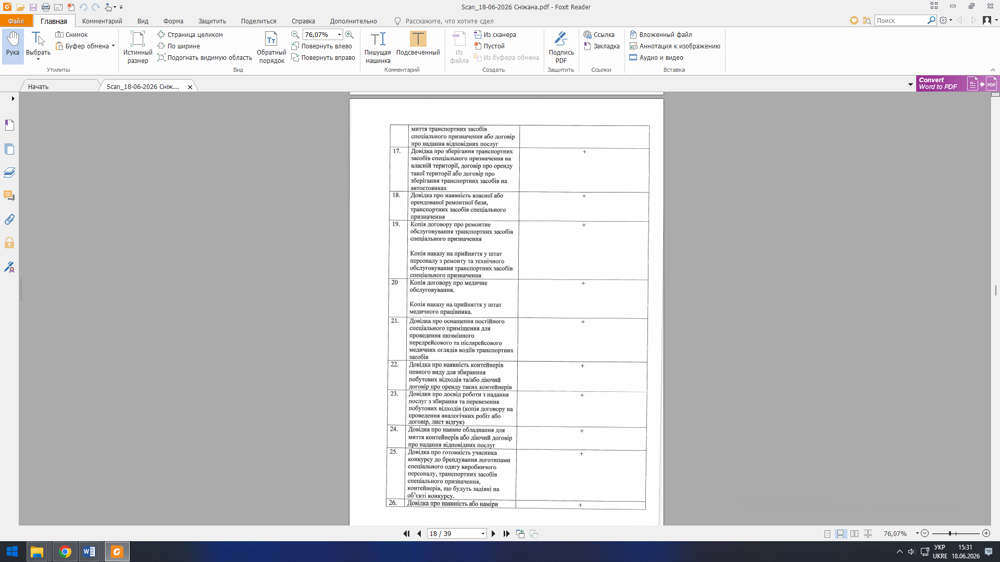 Scan_18-06-2026 Сніжана.pdf - Foxit Reader
Файл
Главная
Комментарий
Вид
Форма
Защитить
Поделиться
Справка
Дополнительно
Расскажите, что хотите сдел
Поиск
Рука
Выбрать
Снимок
Буфер обмена
Утилиты
Истинный размер
Страница целиком
По ширине
Подогнать видимую область
Обратный порядок
76,07%
Повернуть влево
Повернуть вправо
Вид
Пишущая машинка
Подсвеченный
Комментарий
Из файла
Из сканера
Пустой
Из буфера обмена
Создать
Подпись PDF
Защитить
Ссылка
Закладка
Ссылки
Вложенный файл
Аннотация к изображению
Аудио и видео
Вставка
Начать
Scan_18-06-2026 Сніж...
Convert
Word to PDF
миття транспортних засобів
спеціального призначення або договір
про надання відповідних послуг
17. Довідка про зберігання транспортних +
засобів спеціального призначення на
власній території, договір про оренду
такої території або договір про
зберігання транспортних засобів на
автостоянках
18. Довідка про наявність власної або +
орендованої ремонтної бази,
транспортних засобів спеціального
призначення
19. Копія договору про ремонтне +
обслуговування транспортних засобів
спеціального призначення
Копія наказу на прийняття у штат
персоналу з ремонту та технічного
обслуговування транспортних засобів
спеціального призначення
20 Копія договору про медичне +
обслуговування.
Копія наказу на прийняття у штат
медичного працівника.
21. Довідка про оснащення постійного +
спеціального приміщення для
проведення щозмінного
передрейсового та післярейсового
медичних оглядів водіїв транспортних
засобів
22. Довідка про наявність контейнерів +
певного виду для збиранння
побутових відходів та/або діючий
договір про оренду таких контейнерів
23. Довідки про досвід роботи з надання +
послуг з збирання та перевезення
побутових відходів (копія договору на
проведення аналогічних робіт або
договір, лист відгук)
24. Довідка про наявне обладнання для +
миття контейнерів або діючий договір
про надання відповідних послуг
25. Довідка про готовність учасника +
конкурсу до брендування логотипами
спеціального одягу виробничого
персоналу, транспортних засобів
спеціального призначення,
контейнерів, що будуть задіяні на
об'єкті конкурсу.
26. Довідка про наявність або наміри +
18 / 39
76,07%
УКР
UKRE
15:31
18.06.2026